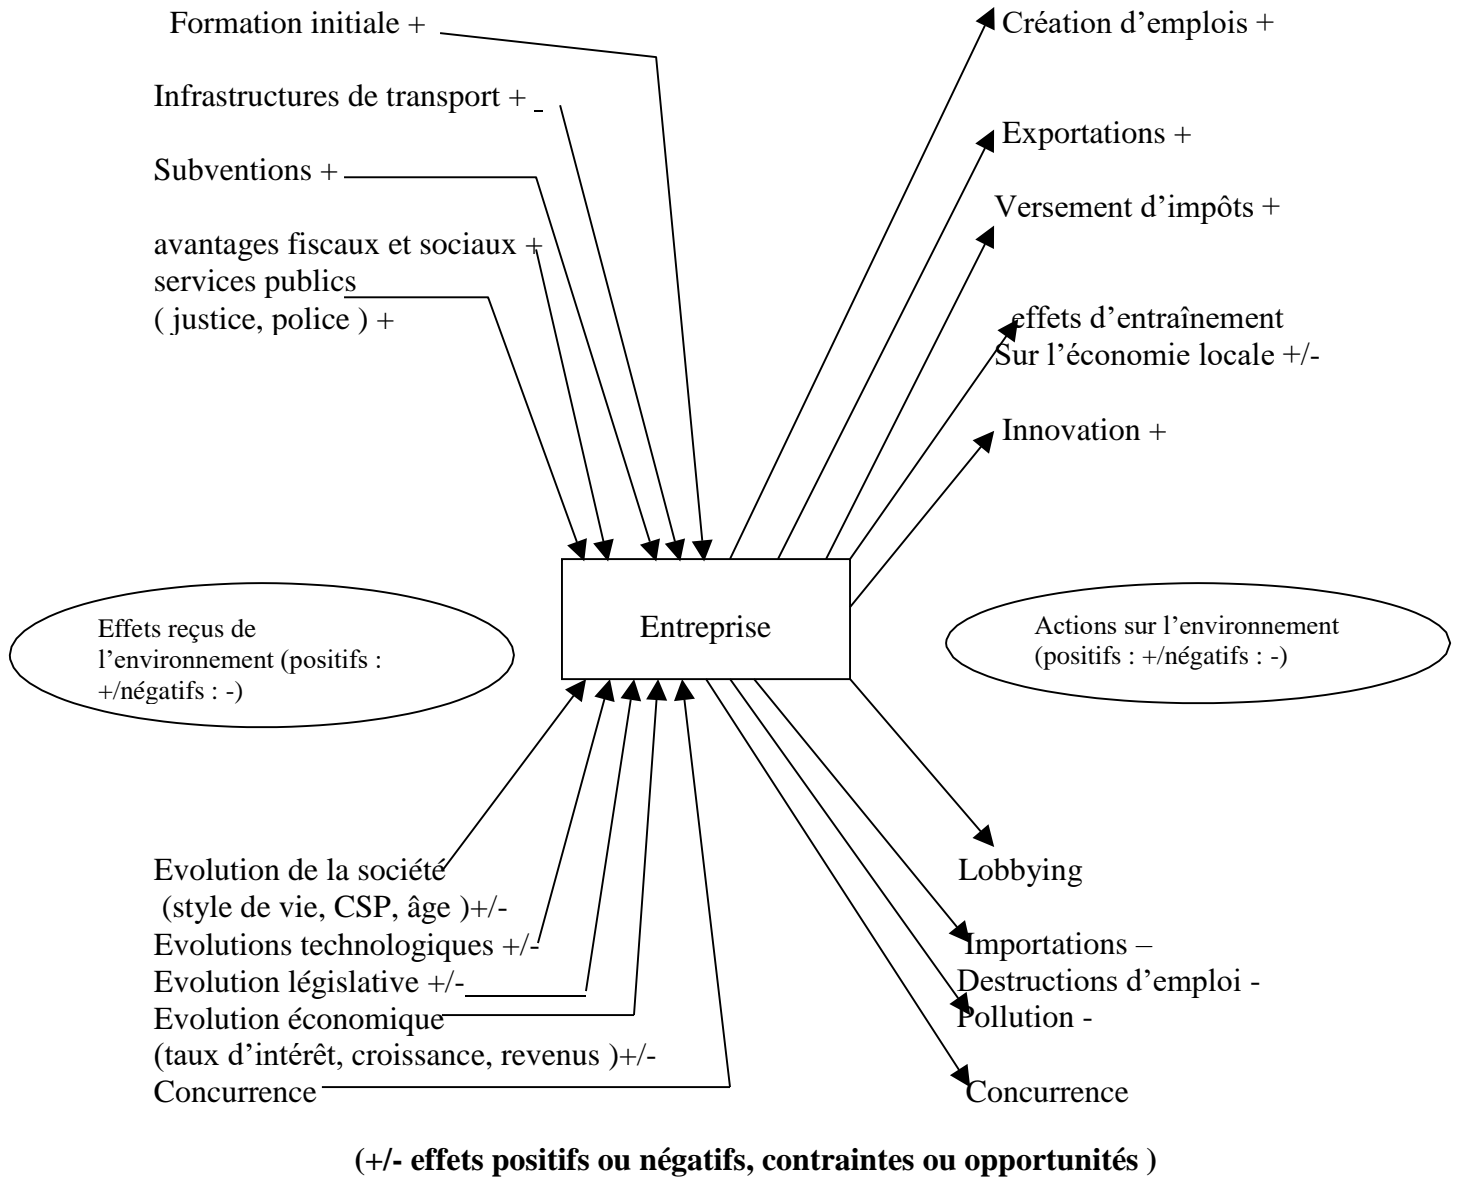 Formation initiale +
Création d’emplois +
Infrastructures de transport + -
Exportations +
Subventions +
Versement d’impôts +
avantages fiscaux et sociaux +
services publics
( justice, police ) +
effets d’entraînement
Sur l’économie locale +/-
Innovation +
Effets reçus de
l’environnement (positifs :
+/négatifs : -)
Entreprise
Actions sur l’environnement
(positifs : +/négatifs : -)
Evolution de la société
(style de vie, CSP, âge )+/-
Evolutions technologiques +/-
Evolution législative +/-
Evolution économique
(taux d’intérêt, croissance, revenus )+/-
Concurrence
Lobbying
Importations –
Destructions d’emploi -
Pollution -
Concurrence
(+/- effets positifs ou négatifs, contraintes ou opportunités )